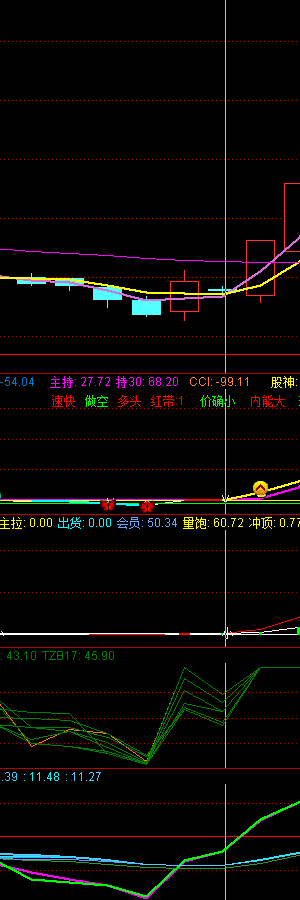 -54.04 主持: 27.72 持30: 68.20 CCI: -99.11 股神:
速快 做空 多头 红带:1 价确小 内能大
主拉: 0.00 出货: 0.00 会员: 50.34 量饱: 60.72 冲顶: 0.77
: 43.10 TZB17: 45.90
.39 : 11.48 : 11.27